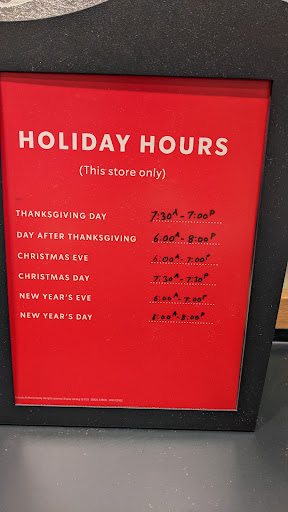 HOLIDAY HOURS
(This store only)
THANKSGIVING DAY 7:30A - 7:00P
DAY AFTER THANKSGIVING 6:00A - 8:00P
CHRISTMAS EVE 6:00A - 7:00P
CHRISTMAS DAY 7:30A - 7:30P
NEW YEAR'S EVE 6:00A - 7:00P
NEW YEAR'S DAY 8:00P